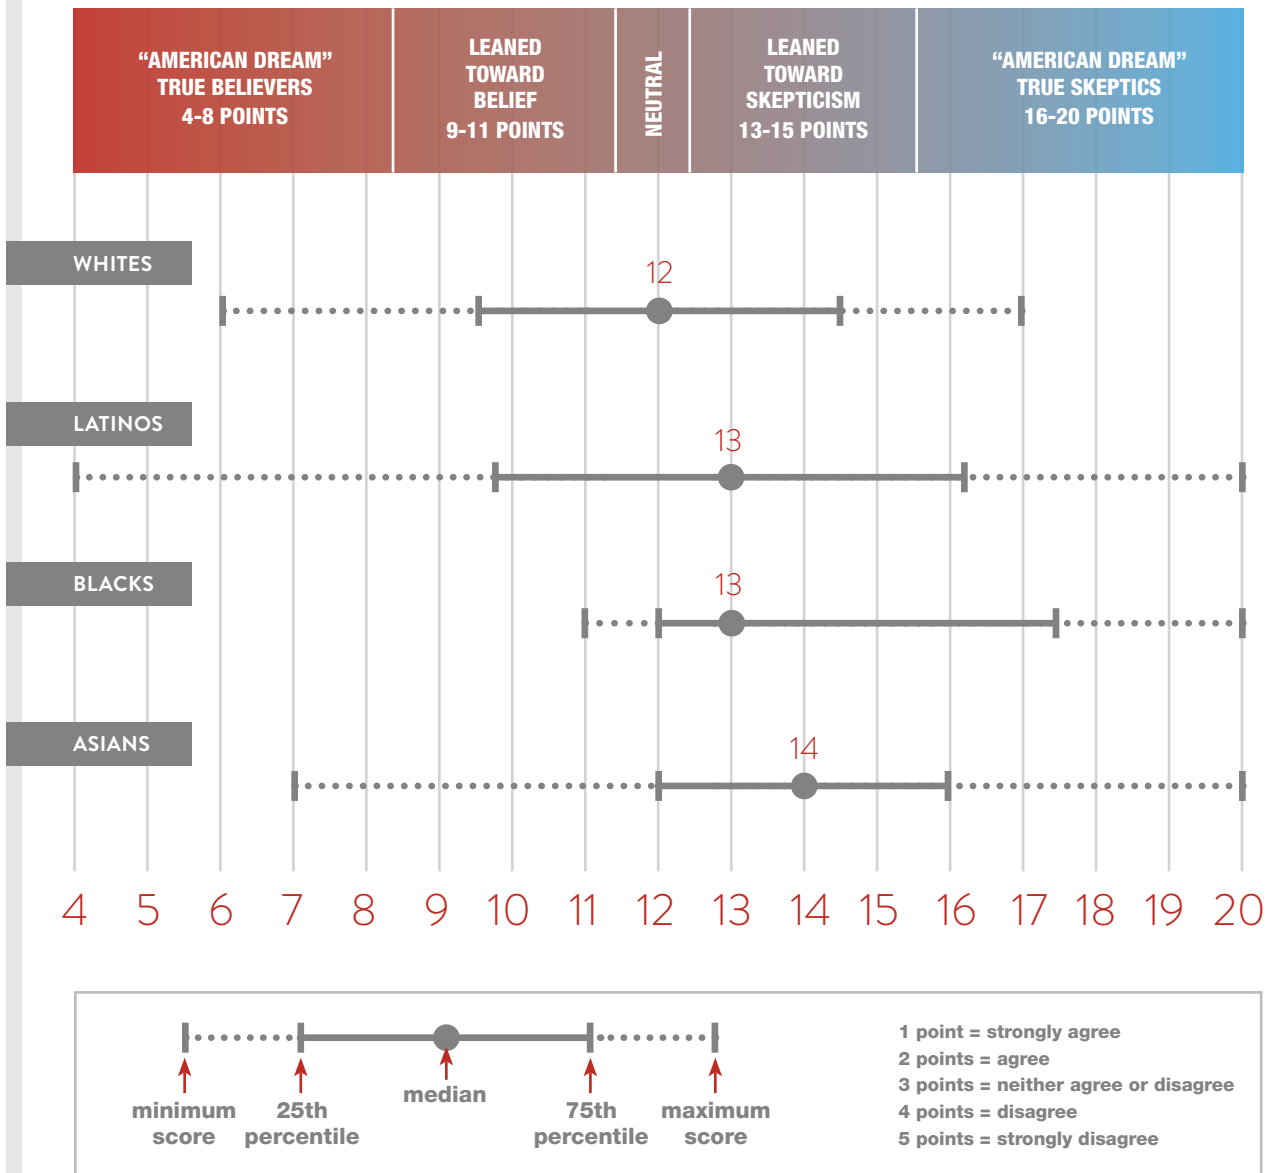 “AMERICAN DREAM”
TRUE BELIEVERS
4-8 POINTS
LEANED
TOWARD
BELIEF
9-11 POINTS
NEUTRAL
LEANED
TOWARD
SKEPTICISM
13-15 POINTS
“AMERICAN DREAM”
TRUE SKEPTICS
16-20 POINTS
WHITES
12
LATINOS
13
BLACKS
13
ASIANS
14
4 5 6 7 8 9 10 11 12 13 14 15 16 17 18 19 20
minimum
score
25th
percentile
median
75th
percentile
maximum
score
1 point = strongly agree
2 points = agree
3 points = neither agree or disagree
4 points = disagree
5 points = strongly disagree